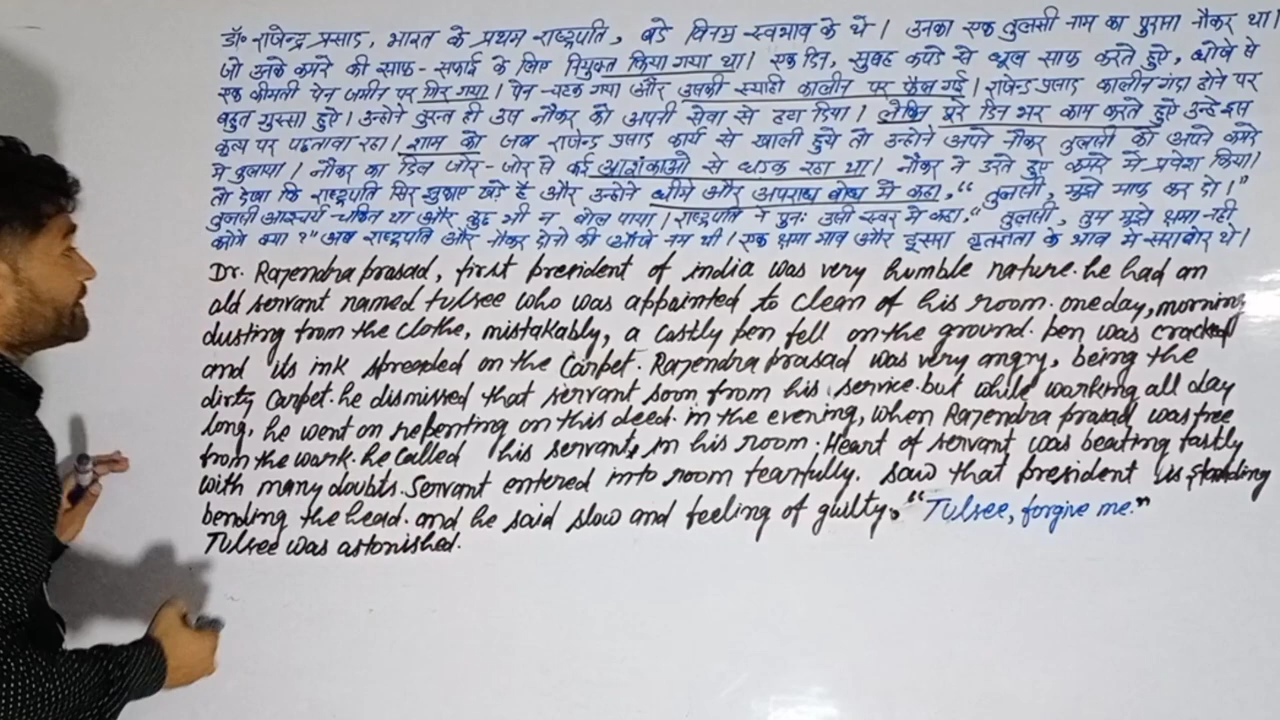 डॉ॰ राजेन्द्र प्रसाद, भारत के प्रथम राष्ट्रपति, बडे विनम्र स्वभाव के थे। उनका एक तुलसी नाम का पुराना नौकर था।
जो उनके कमरे की साफ-सफाई के लिए नियुक्त किया गया था। एक दिन, सुबह कपडे से धूल साफ करते हुऐ, धोखे से
एक कीमती पेन जमीन पर गिर गया। पेन चटक गया और उसकी स्याही कालीन पर फैल गई। राजेन्द्र प्रसाद कालीन गंदा होने पर
बहुत गुस्सा हुऐ। उन्होने तुरन्त ही उस नौकर को अपनी सेवा से हटा दिया। लेकिन पूरे दिन भर काम करते हुऐ उन्हे इस
कृत्य पर पछतावा रहा। शाम को जब राजेन्द्र प्रसाद कार्य से खाली हुये तो उन्होने अपने नौकर तुलसी को अपने कमरे
मे बुलाया। नौकर का दिल जोर-जोर से कई आशंकाओ से धडक रहा था। नौकर ने डरते हुए कमरे मे प्रवेश किया।
तो देखा कि राष्ट्रपति सिर झुकाए खडे है और उन्होने धीमे और अपराध बोध मे कहा, “तुलसी, मुझे माफ कर दो।”
तुलसी आश्चर्य चकित था और कुछ भी न बोल पाया। राष्ट्रपति ने पुनः उसी स्वर मे कहा, “तुलसी, तुम मुझे क्षमा नही
करोगे क्या?” अब राष्ट्रपति और नौकर दोनो की आँखे नम थी। एक क्षमा भाव और दूसरा कृतज्ञता के भाव मे सराबोर थे।
Dr. Rajendra prasad, first president of india was very humble nature. he had an
old servant named tulsee who was appointed to clean of his room. oneday, morning
dusting from the clothe, mistakably, a costly pen fell on the ground. pen was cracked
and its ink spreaded on the carpet. Rajendra prasad was very angry, being the
dirty carpet. he dismissed that servant soon from his service. but while working all day
long, he went on repenting on this deed. in the evening, when Rajendra prasad was free
from the work. he called his servant, in his room. Heart of servant was beating fastly
with many doubts. Servant entered into room fearfully. saw that president is standing
bending the head. and he said slow and feeling of guilty, “Tulsee, forgive me.”
Tulsee was astonished.